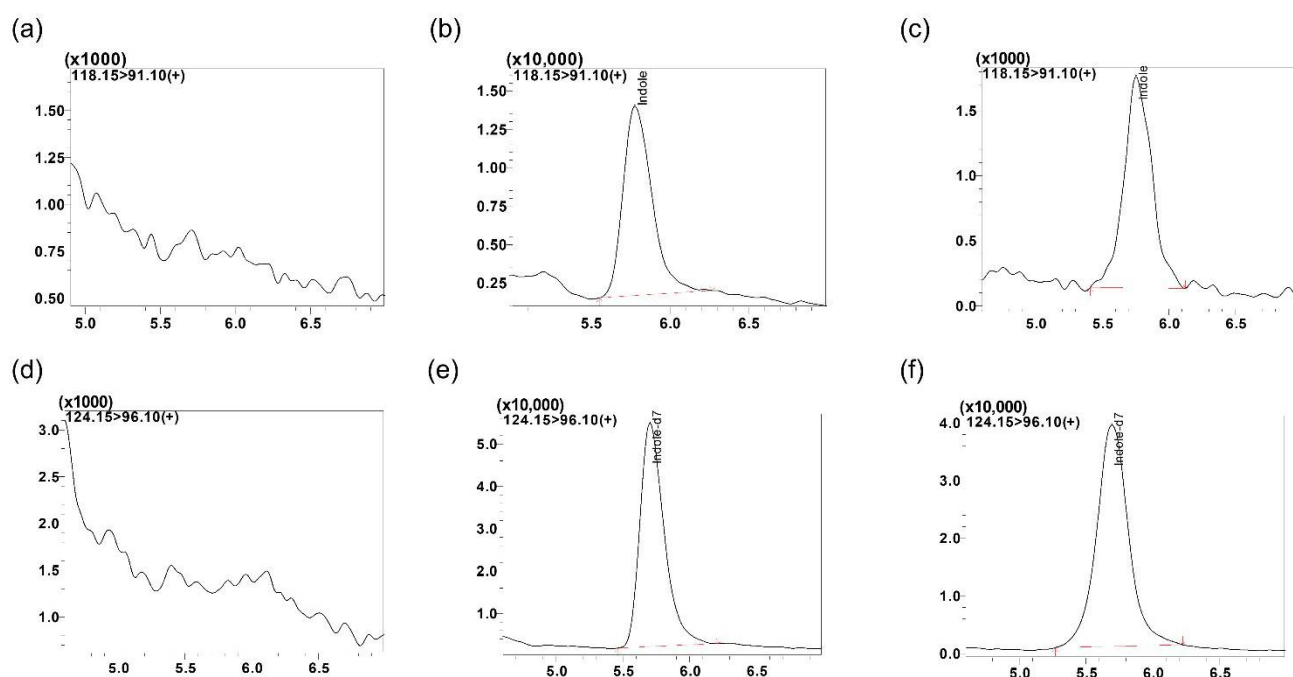 (a)
(x1000)
118.15>91.10(+)
1.50
1.25
1.00
0.75
0.50
5.0 5.5 6.0 6.5
(b)
(x10,000)
118.15>91.10(+)
Indole
1.50
1.25
1.00
0.75
0.50
0.25
5.5 6.0 6.5
(c)
(x1000)
118.15>91.10(+)
Indole
1.5
1.0
0.5
0.0
5.0 5.5 6.0 6.5
(d)
(x1000)
124.15>96.10(+)
3.0
2.5
2.0
1.5
1.0
5.0 5.5 6.0 6.5
(e)
(x10,000)
124.15>96.10(+)
Indole-d7
5.0
4.0
3.0
2.0
1.0
5.0 5.5 6.0 6.5
(f)
(x10,000)
124.15>96.10(+)
Indole-d7
4.0
3.0
2.0
1.0
0.0
5.0 5.5 6.0 6.5